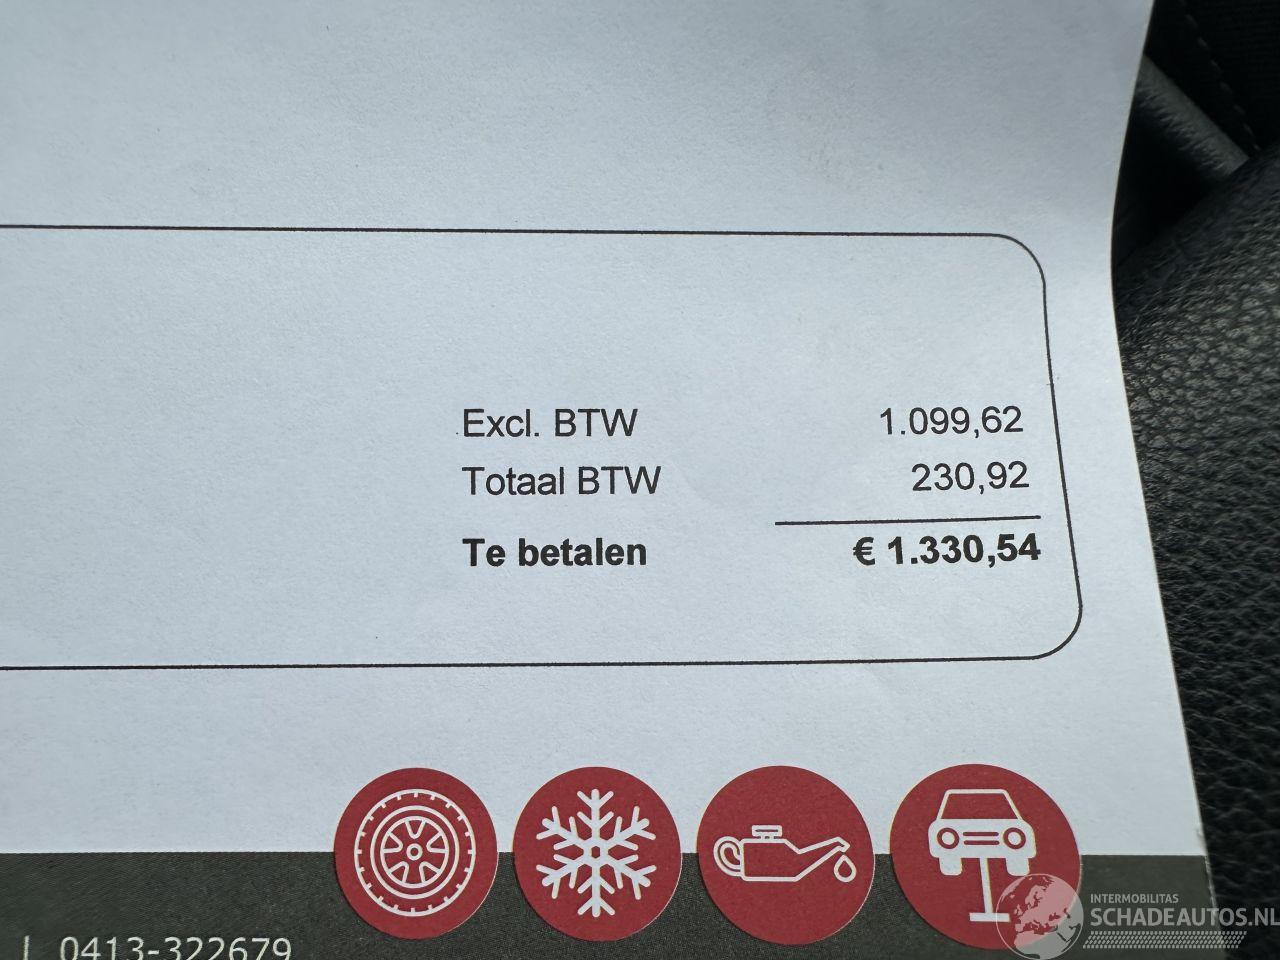 Excl. BTW 1.099,62
Totaal BTW 230,92
Te betalen € 1.330,54
| 0413-322679
INTERMOBILITAS
SCHADEAUTOS.NL